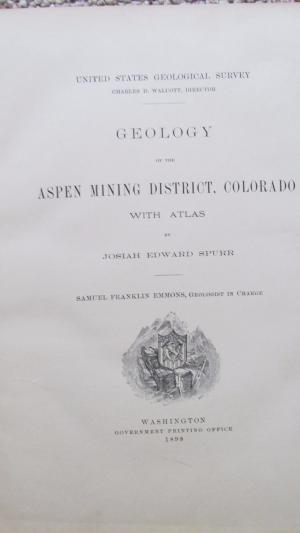 UNITED STATES GEOLOGICAL SURVEY
CHARLES D. WALCOTT, DIRECTOR
GEOLOGY
OF THE
ASPEN MINING DISTRICT, COLORADO
WITH ATLAS
BY
JOSIAH EDWARD SPURR
SAMUEL FRANKLIN EMMONS, GEOLOGIST IN CHARGE
WASHINGTON
GOVERNMENT PRINTING OFFICE
1898